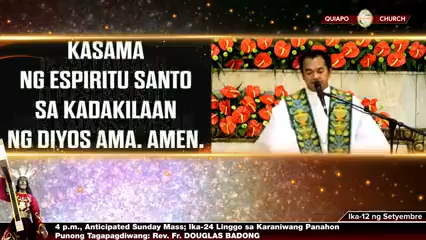 QUIAPO CHURCH
KASAMA
NG ESPIRITU SANTO
SA KADAKILAAN
NG DIYOS AMA. AMEN.
Ika-12 ng Setyembre
4 p.m., Anticipated Sunday Mass; Ika-24 Linggo sa Karaniwang Panahon
Punong Tagapagdiwang: Rev. Fr. DOUGLAS BADONG